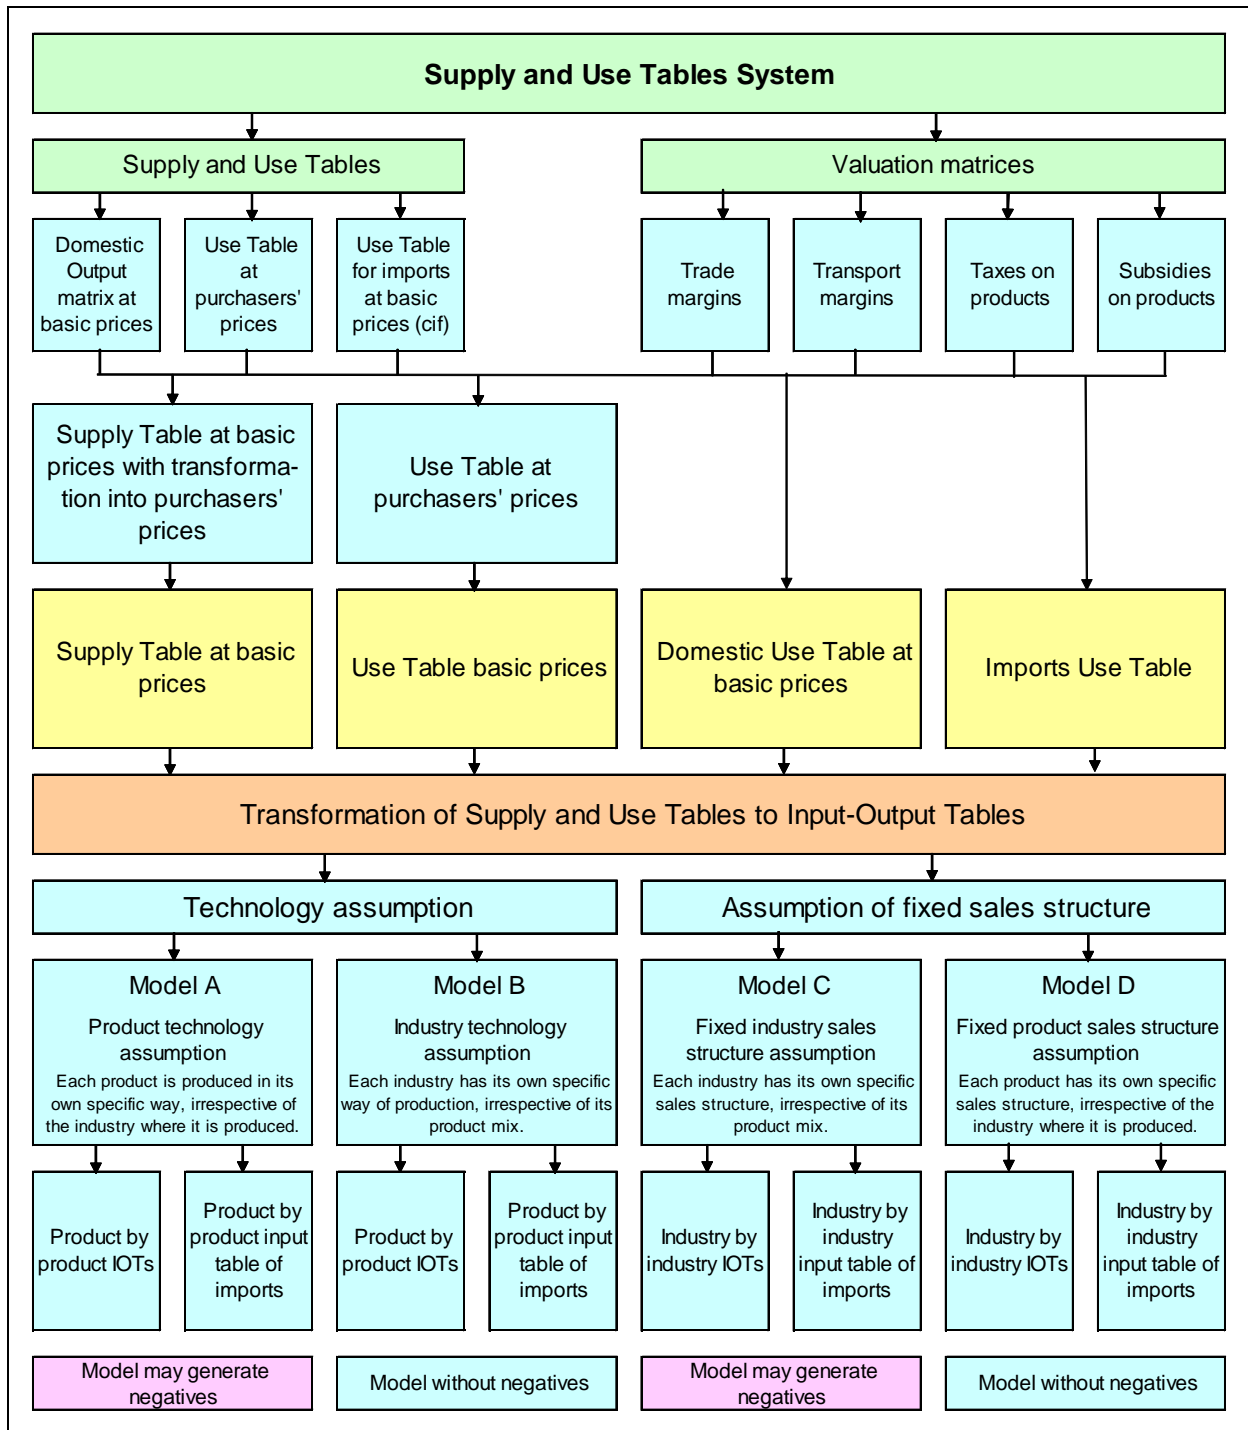 Supply and Use Tables System
Supply and Use Tables
Valuation matrices
Domestic
Output
matrix at
basic prices
Use Table
at
purchasers'
prices
Use Table
for imports
at basic
prices (cif)
Trade
margins
Transport
margins
Taxes on
products
Subsidies
on products
Supply Table at basic
prices with transforma-
tion into purchasers'
prices
Use Table at
purchasers' prices
Supply Table at basic
prices
Use Table basic prices
Domestic Use Table at
basic prices
Imports Use Table
Transformation of Supply and Use Tables to Input-Output Tables
Technology assumption
Assumption of fixed sales structure
Model A
Product technology
assumption
Each product is produced in its
own specific way, irrespective of
the industry where it is produced.
Model B
Industry technology
assumption
Each industry has its own specific
way of production, irrespective of its
product mix.
Model C
Fixed industry sales
structure assumption
Each industry has its own specific
sales structure, irrespective of its
product mix.
Model D
Fixed product sales structure
assumption
Each product has its own specific
sales structure, irrespective of the
industry where it is produced.
Product by
product IOTs
Product by
product input
table of
imports
Product by
product IOTs
Product by
product input
table of
imports
Industry by
industry IOTs
Industry by
industry
input table of
imports
Industry by
industry IOTs
Industry by
industry
input table of
imports
Model may generate
negatives
Model without negatives
Model may generate
negatives
Model without negatives